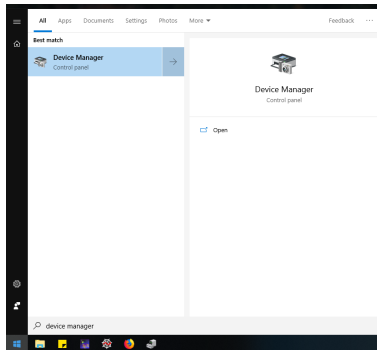 All Apps Documents Settings Photos More Feedback ...
Best match
Device Manager
Control panel
Device Manager
Control panel
Open
device manager